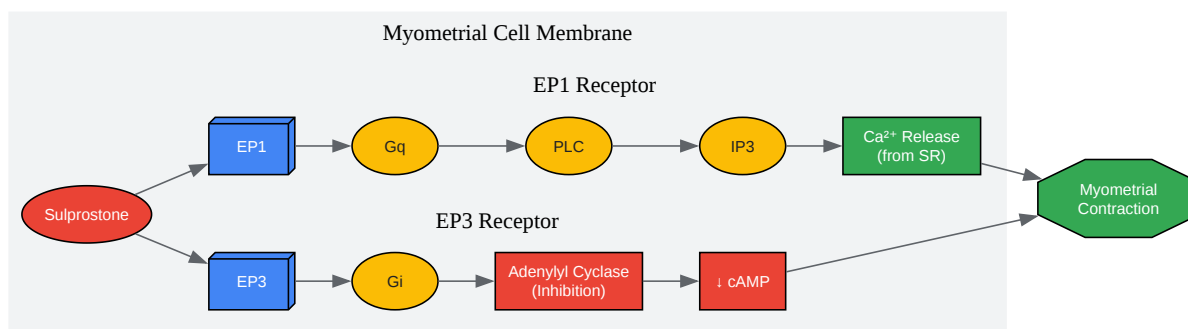 Myometrial Cell Membrane
EP1 Receptor
EP1
Gq
PLC
IP3
Ca²⁺ Release
(from SR)
Sulprostone
Myometrial
Contraction
EP3 Receptor
EP3
Gi
Adenylyl Cyclase
(Inhibition)
↓ cAMP